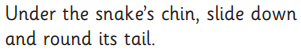 Under the snake’s chin, slide down
and round its tail.